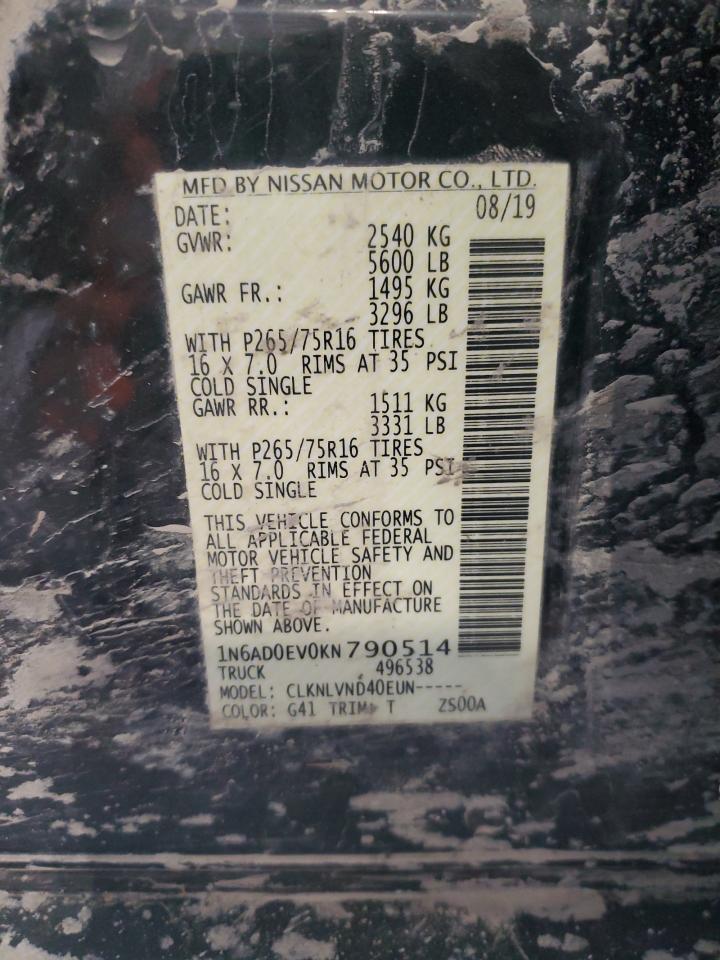 MFD BY NISSAN MOTOR CO., LTD.
DATE: 08/19
GVWR: 2540 KG
5600 LB
GAWR FR.: 1495 KG
3296 LB
WITH P265/75R16 TIRES
16 X 7.0 RIMS AT 35 PSI
COLD SINGLE
GAWR RR.: 1511 KG
3331 LB
WITH P265/75R16 TIRES
16 X 7.0 RIMS AT 35 PSI
COLD SINGLE
THIS VEHICLE CONFORMS TO
ALL APPLICABLE FEDERAL
MOTOR VEHICLE SAFETY AND
THEFT PREVENTION
STANDARDS IN EFFECT ON
THE DATE OF MANUFACTURE
SHOWN ABOVE.
1N6AD0EV0KN790514
TRUCK 496538
MODEL: CLKNLVND40EUN-----
COLOR: G41 TRIM: T ZS00A